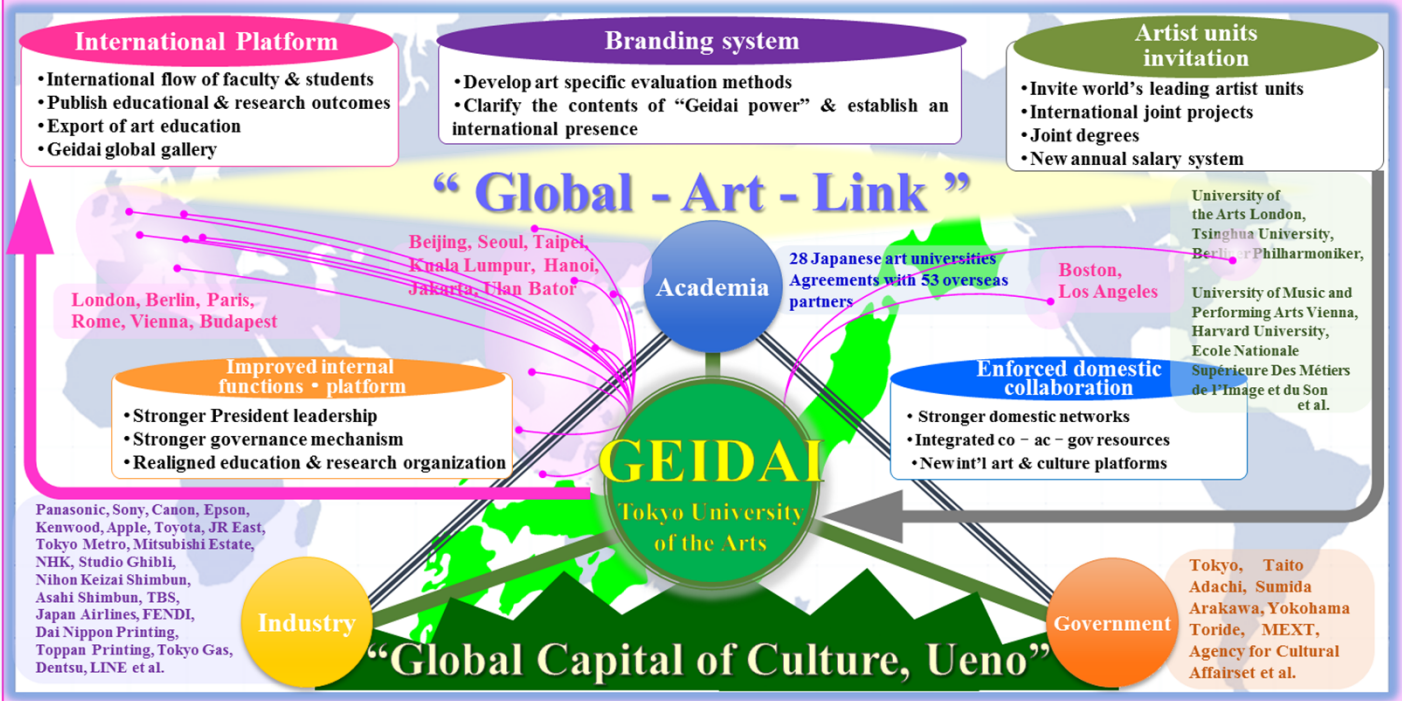 International Platform
•International flow of faculty & students
•Publish educational & research outcomes
•Export of art education
•Geidai global gallery
Branding system
•Develop art specific evaluation methods
•Clarify the contents of “Geidai power” & establish an
international presence
Artist units
invitation
•Invite world’s leading artist units
•International joint projects
•Joint degrees
•New annual salary system
“ Global - Art - Link ”
London, Berlin, Paris,
Rome, Vienna, Budapest
Beijing, Seoul, Taipei,
Kuala Lumpur, Hanoi,
Jakarta, Ulan Bator
Academia
28 Japanese art universities
Agreements with 53 overseas
partners
Boston,
Los Angeles
University of
the Arts London,
Tsinghua University,
Berliner Philharmoniker,
University of Music and
Performing Arts Vienna,
Harvard University,
Ecole Nationale
Supérieure Des Métiers
de l’Image et du Son
et al.
Improved internal
functions・platform
•Stronger President leadership
•Stronger governance mechanism
•Realigned education & research organization
Enforced domestic
collaboration
• Stronger domestic networks
•Integrated co－ac－gov resources
•New int’l art & culture platforms
GEIDAI
Tokyo University
of the Arts
Panasonic, Sony, Canon, Epson,
Kenwood, Apple, Toyota, JR East,
Tokyo Metro, Mitsubishi Estate,
NHK, Studio Ghibli,
Nihon Keizai Shimbun,
Asahi Shimbun, TBS,
Japan Airlines, FENDI,
Dai Nippon Printing,
Toppan Printing, Tokyo Gas,
Dentsu, LINE et al.
Industry
“Global Capital of Culture, Ueno”
Government
Tokyo, Taito
Adachi, Sumida
Arakawa, Yokohama
Toride, MEXT,
Agency for Cultural
Affairset et al.